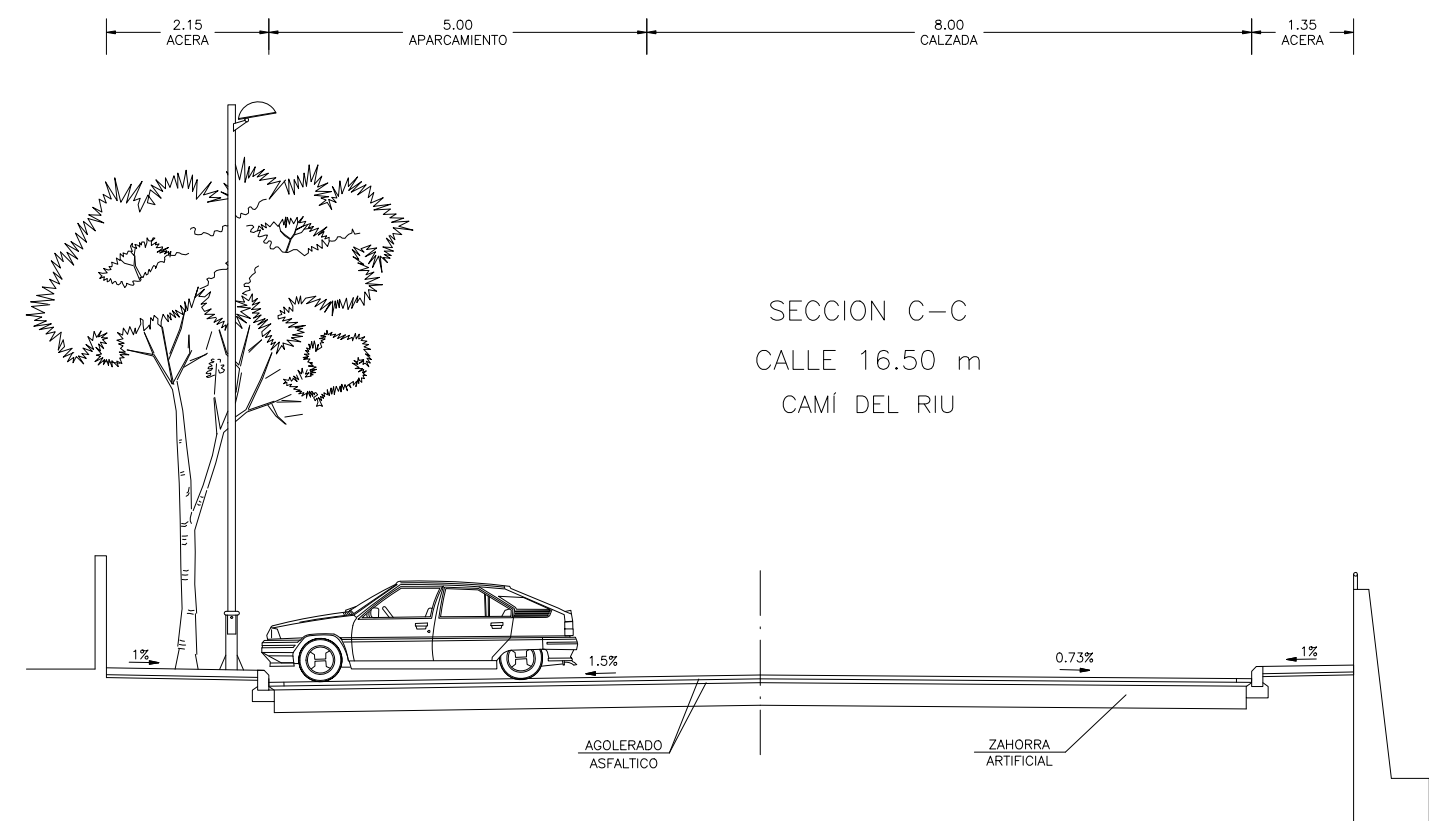 2.15
ACERA
5.00
APARCAMIENTO
8.00
CALZADA
1.35
ACERA
SECCION C-C
CALLE 16.50 m
CAMÍ DEL RIU
1%
1.5%
0.73%
1%
AGOLERADO
ASFALTICO
ZAHORRA
ARTIFICIAL